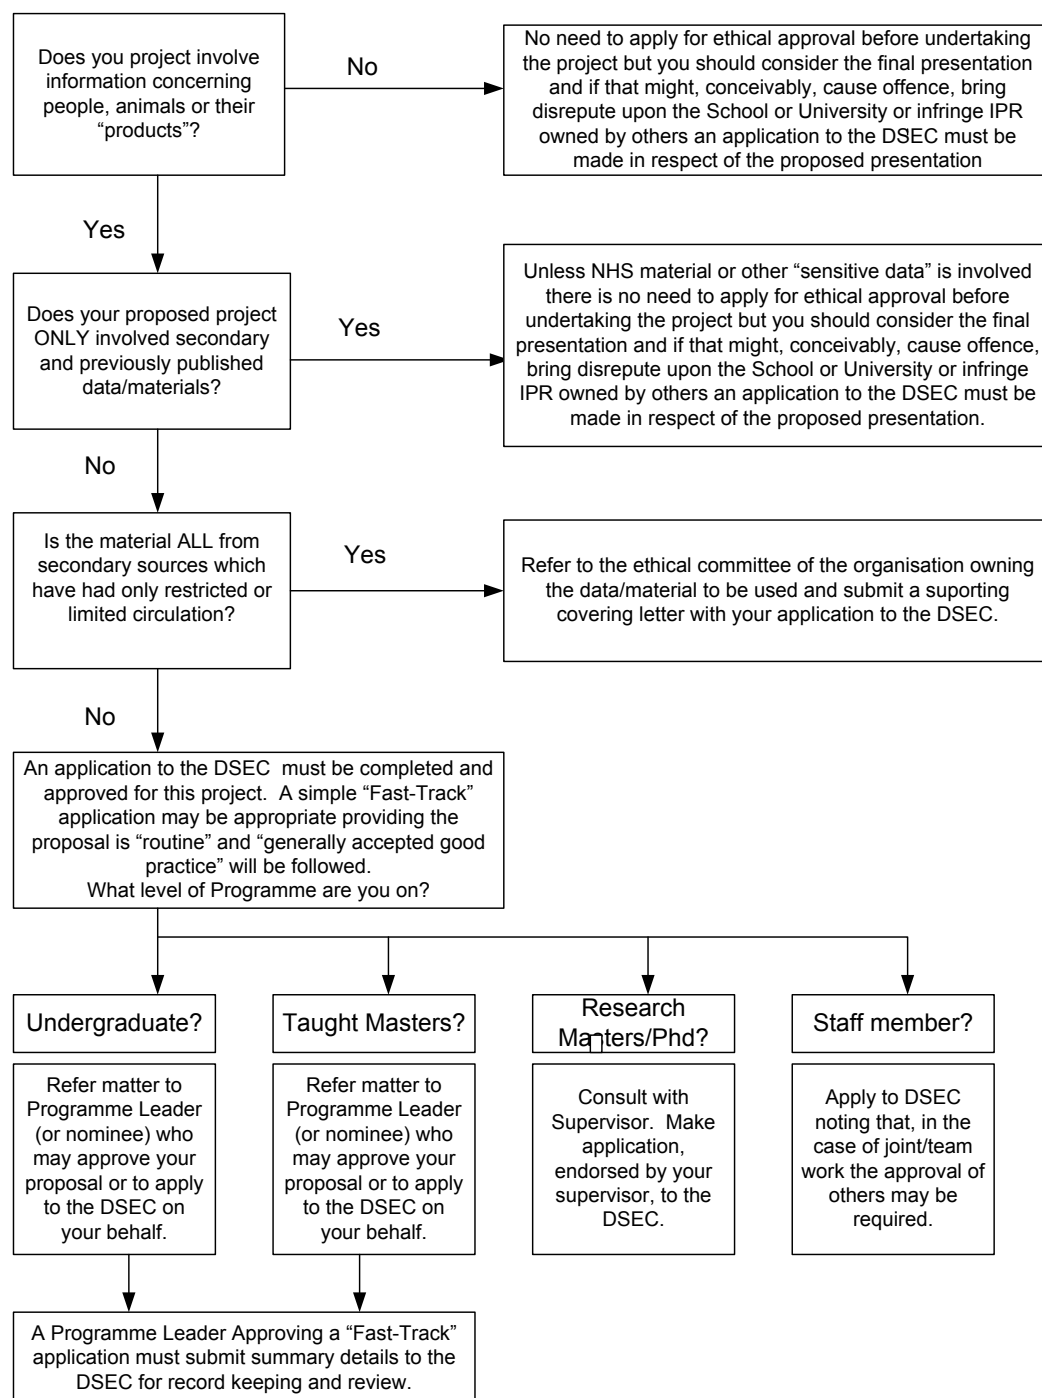 Does you project involve
information concerning
people, animals or their
“products”?
No
No need to apply for ethical approval before undertaking
the project but you should consider the final presentation
and if that might, conceivably, cause offence, bring
disrepute upon the School or University or infringe IPR
owned by others an application to the DSEC must be
made in respect of the proposed presentation
Yes
Does your proposed project
ONLY involved secondary
and previously published
data/materials?
Yes
Unless NHS material or other “sensitive data” is involved
there is no need to apply for ethical approval before
undertaking the project but you should consider the final
presentation and if that might, conceivably, cause offence,
bring disrepute upon the School or University or infringe
IPR owned by others an application to the DSEC must be
made in respect of the proposed presentation.
No
Is the material ALL from
secondary sources which
have had only restricted or
limited circulation?
Yes
Refer to the ethical committee of the organisation owning
the data/material to be used and submit a suporting
covering letter with your application to the DSEC.
No
An application to the DSEC must be completed and
approved for this project. A simple “Fast-Track”
application may be appropriate providing the
proposal is “routine” and “generally accepted good
practice” will be followed.
What level of Programme are you on?
Undergraduate?
Taught Masters?
Research
Masters/Phd?
Staff member?
Refer matter to
Programme Leader
(or nominee) who
may approve your
proposal or to apply
to the DSEC on
your behalf.
Refer matter to
Programme Leader
(or nominee) who
may approve your
proposal or to apply
to the DSEC on
your behalf.
Consult with
Supervisor. Make
application,
endorsed by your
supervisor, to the
DSEC.
Apply to DSEC
noting that, in the
case of joint/team
work the approval of
others may be
required.
A Programme Leader Approving a “Fast-Track”
application must submit summary details to the
DSEC for record keeping and review.